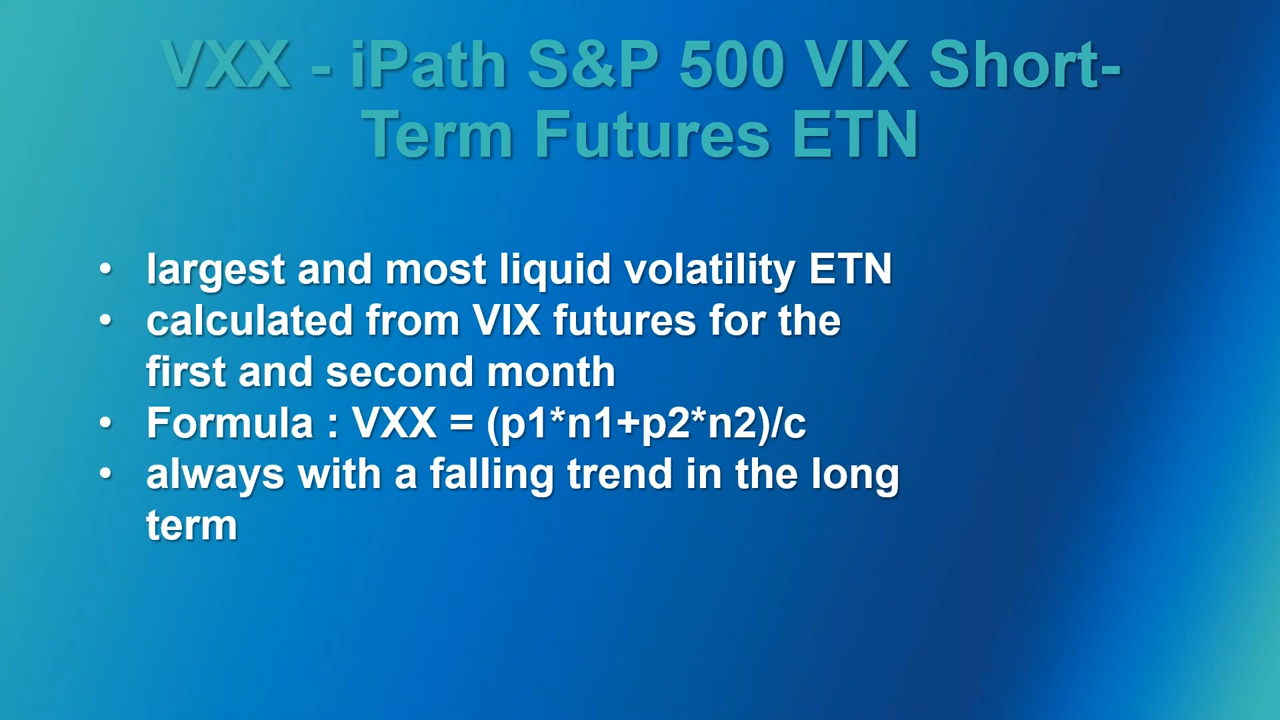 VXX - iPath S&P 500 VIX Short-
Term Futures ETN
• largest and most liquid volatility ETN
• calculated from VIX futures for the
first and second month
• Formula : VXX = (p1*n1+p2*n2)/c
• always with a falling trend in the long
term